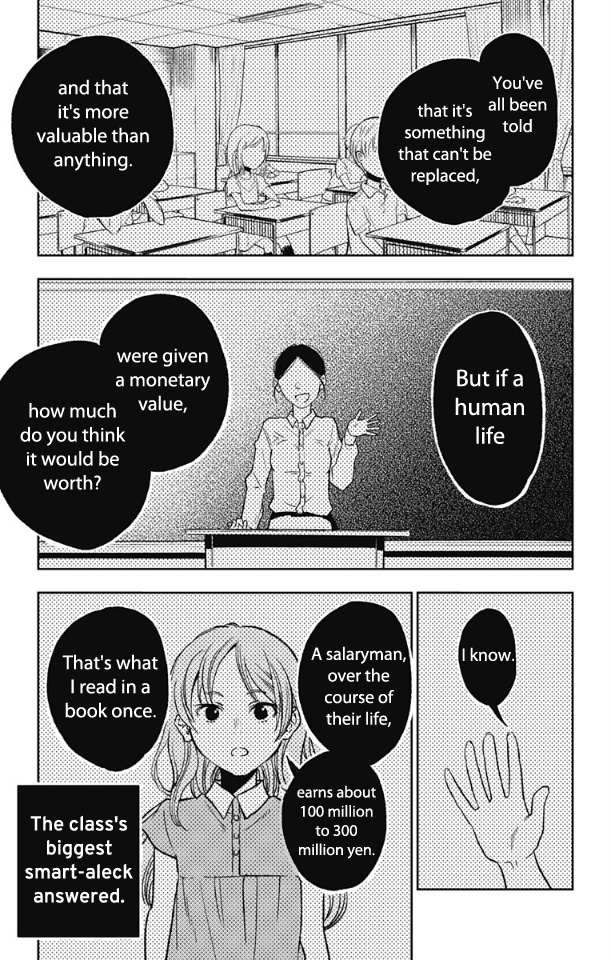 You've
all been
told
that it's
something
that can't be
replaced,
and that
it's more
valuable than
anything.
But if a
human
life
were given
a monetary
value,
how much
do you think
it would be
worth?
I know.
A salaryman,
over the
course of
their life,
earns about
100 million
to 300
million yen.
That's what
I read in a
book once.
The class's
biggest
smart-aleck
answered.